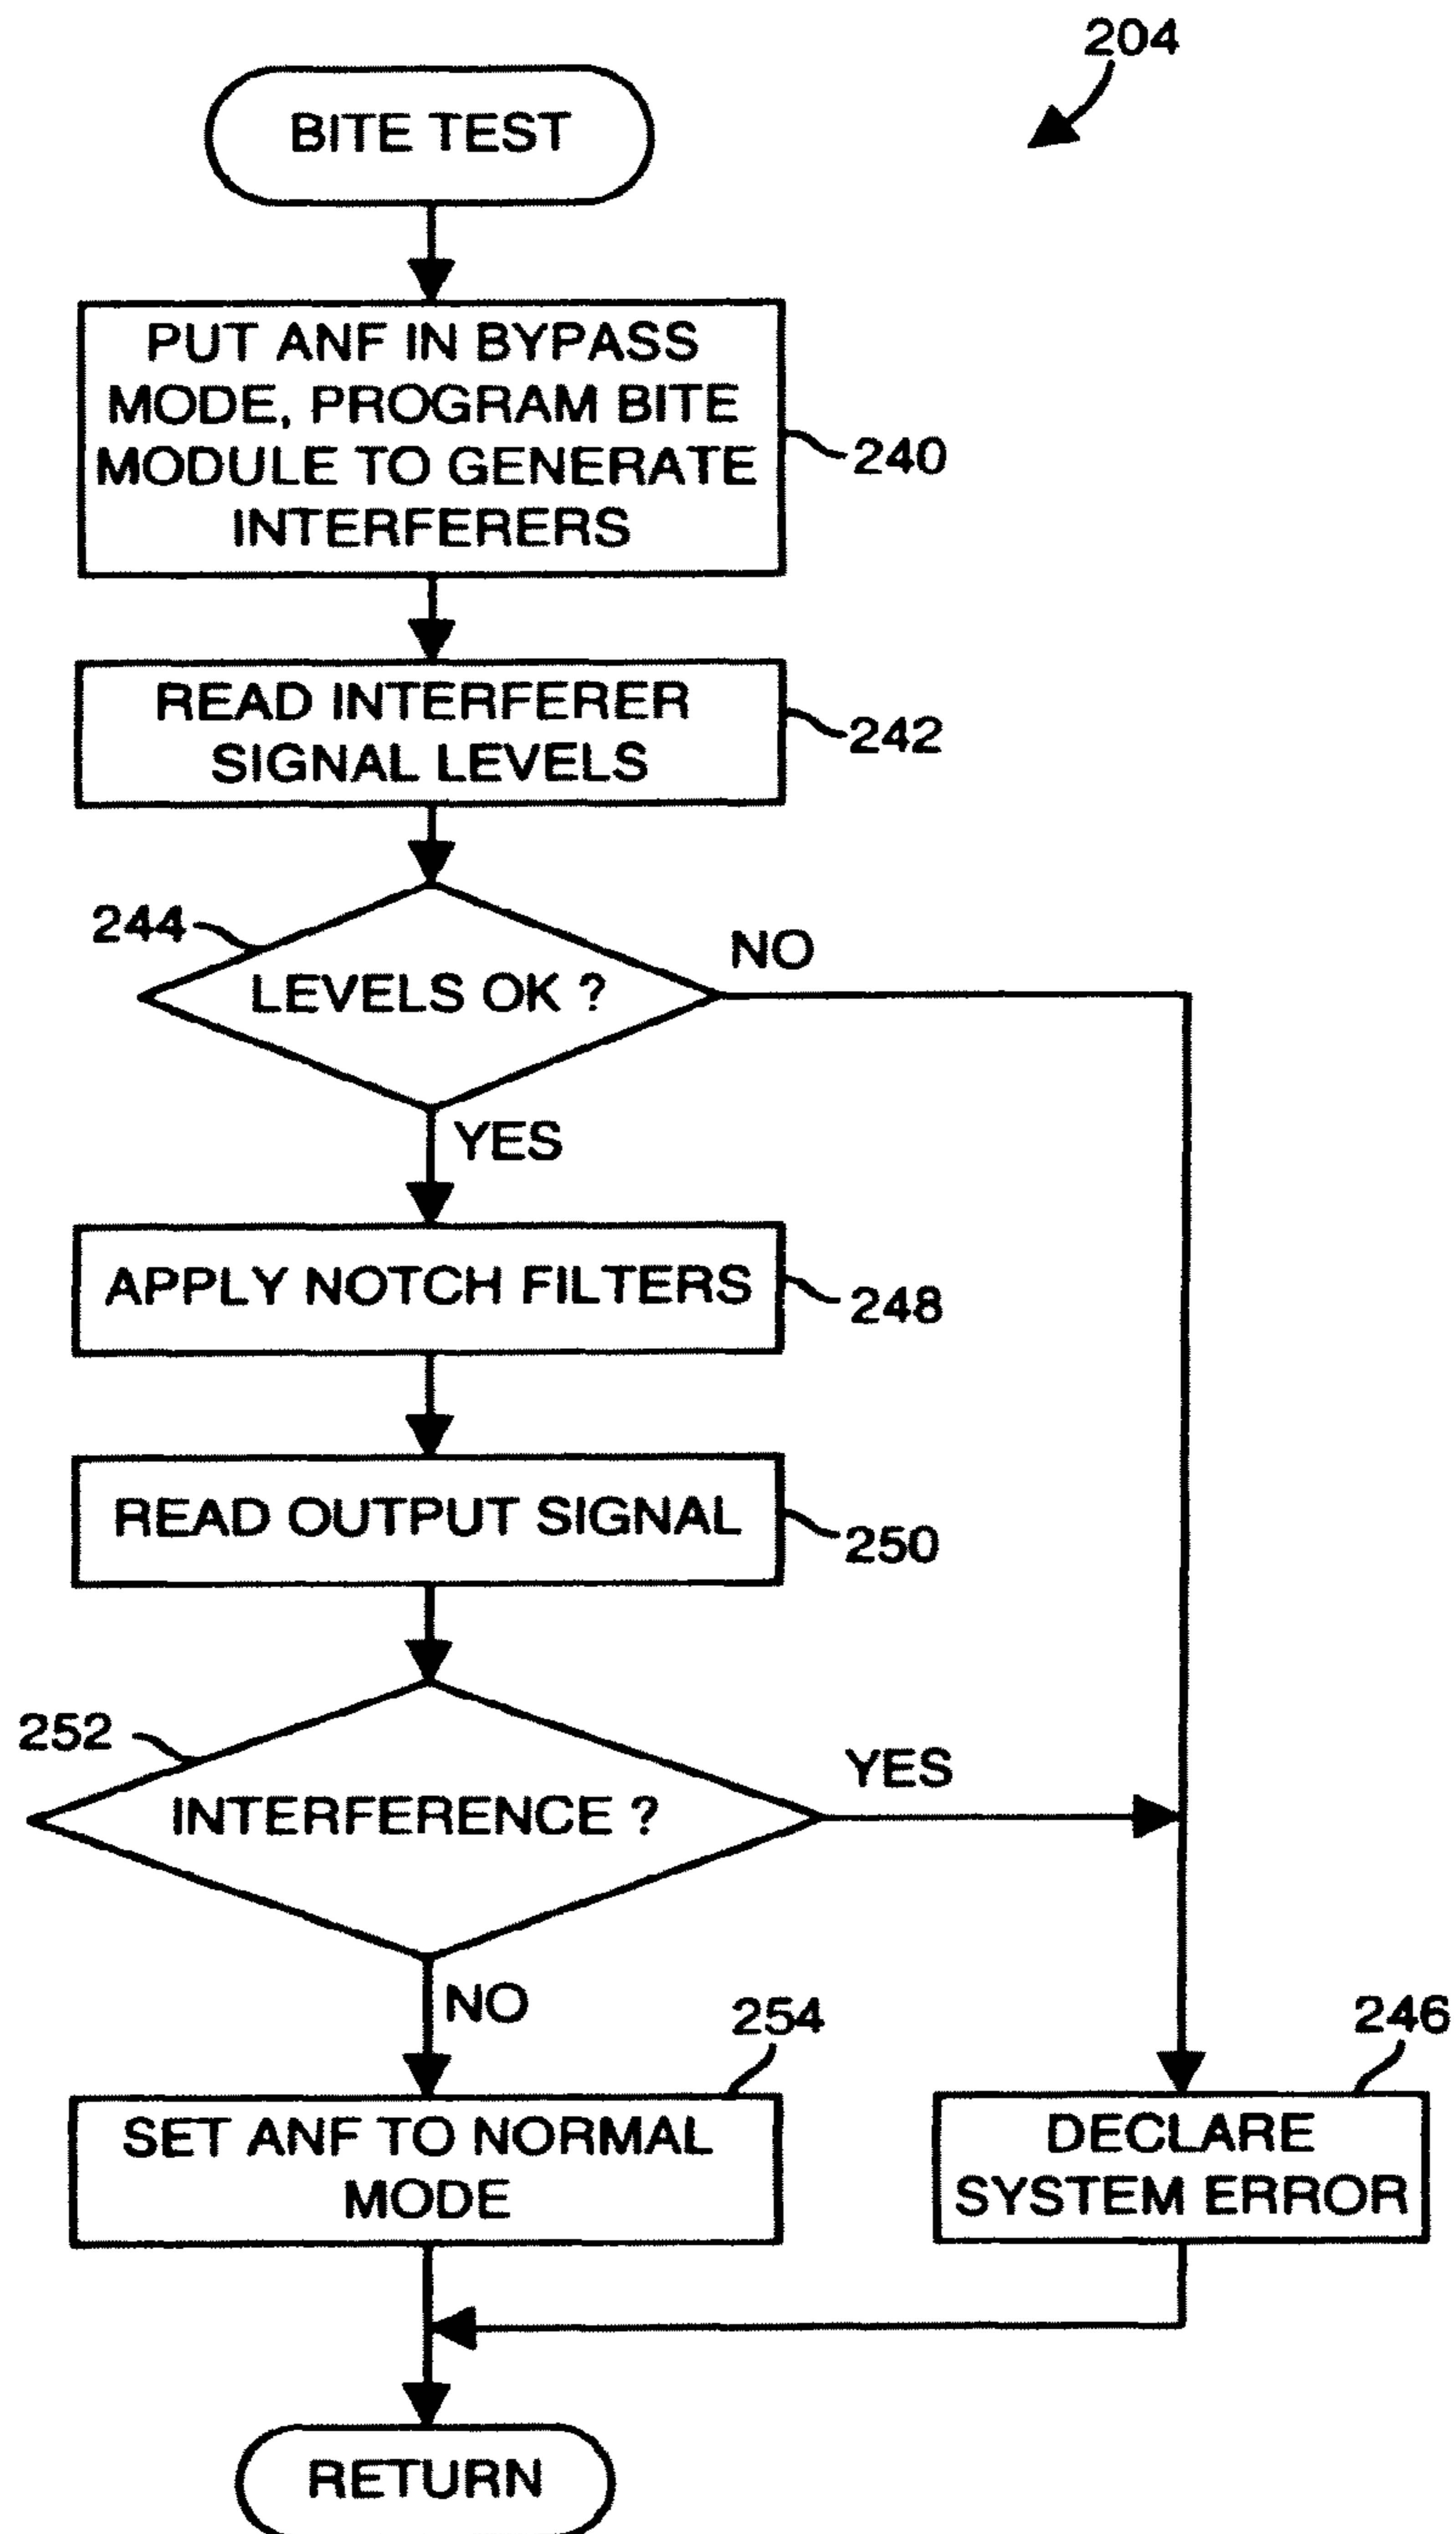 204
BITE TEST
PUT ANF IN BYPASS
MODE, PROGRAM BITE
MODULE TO GENERATE
INTERFERERS
240
READ INTERFERER
SIGNAL LEVELS
242
244
LEVELS OK ?
NO
YES
APPLY NOTCH FILTERS
248
READ OUTPUT SIGNAL
250
252
INTERFERENCE ?
YES
NO
254
246
SET ANF TO NORMAL
MODE
DECLARE
SYSTEM ERROR
RETURN